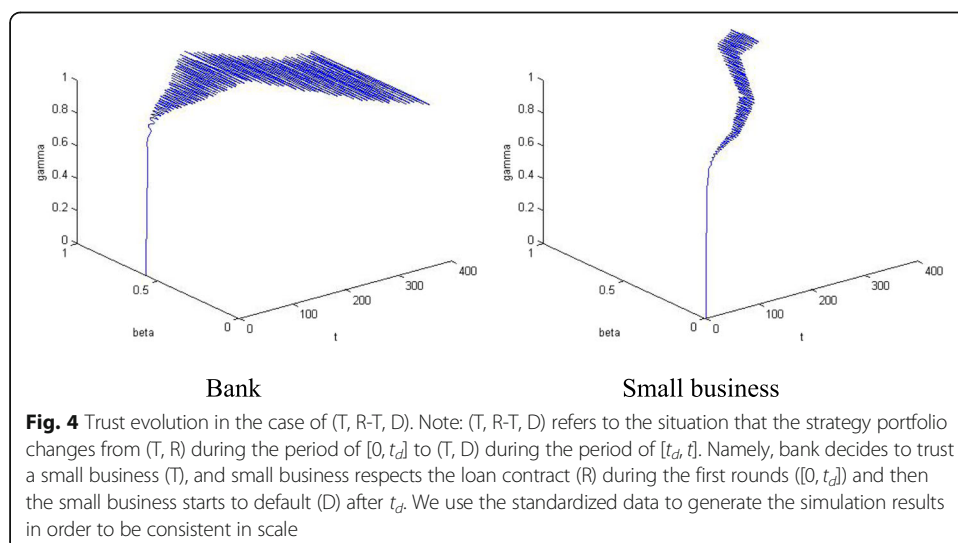 1
0.8
0.6
0.4
0.2
0
gamma
1
0.5
0
beta
0
100
200
300
400
t
Bank
1
0.8
0.6
0.4
0.2
0
gamma
1
0.5
0
beta
0
100
200
300
400
t
Small business
Fig. 4 Trust evolution in the case of (T, R-T, D). Note: (T, R-T, D) refers to the situation that the strategy portfolio
changes from (T, R) during the period of [0, t_d] to (T, D) during the period of [t_d, t]. Namely, bank decides to trust
a small business (T), and small business respects the loan contract (R) during the first rounds ([0, t_d]) and then
the small business starts to default (D) after t_d. We use the standardized data to generate the simulation results
in order to be consistent in scale